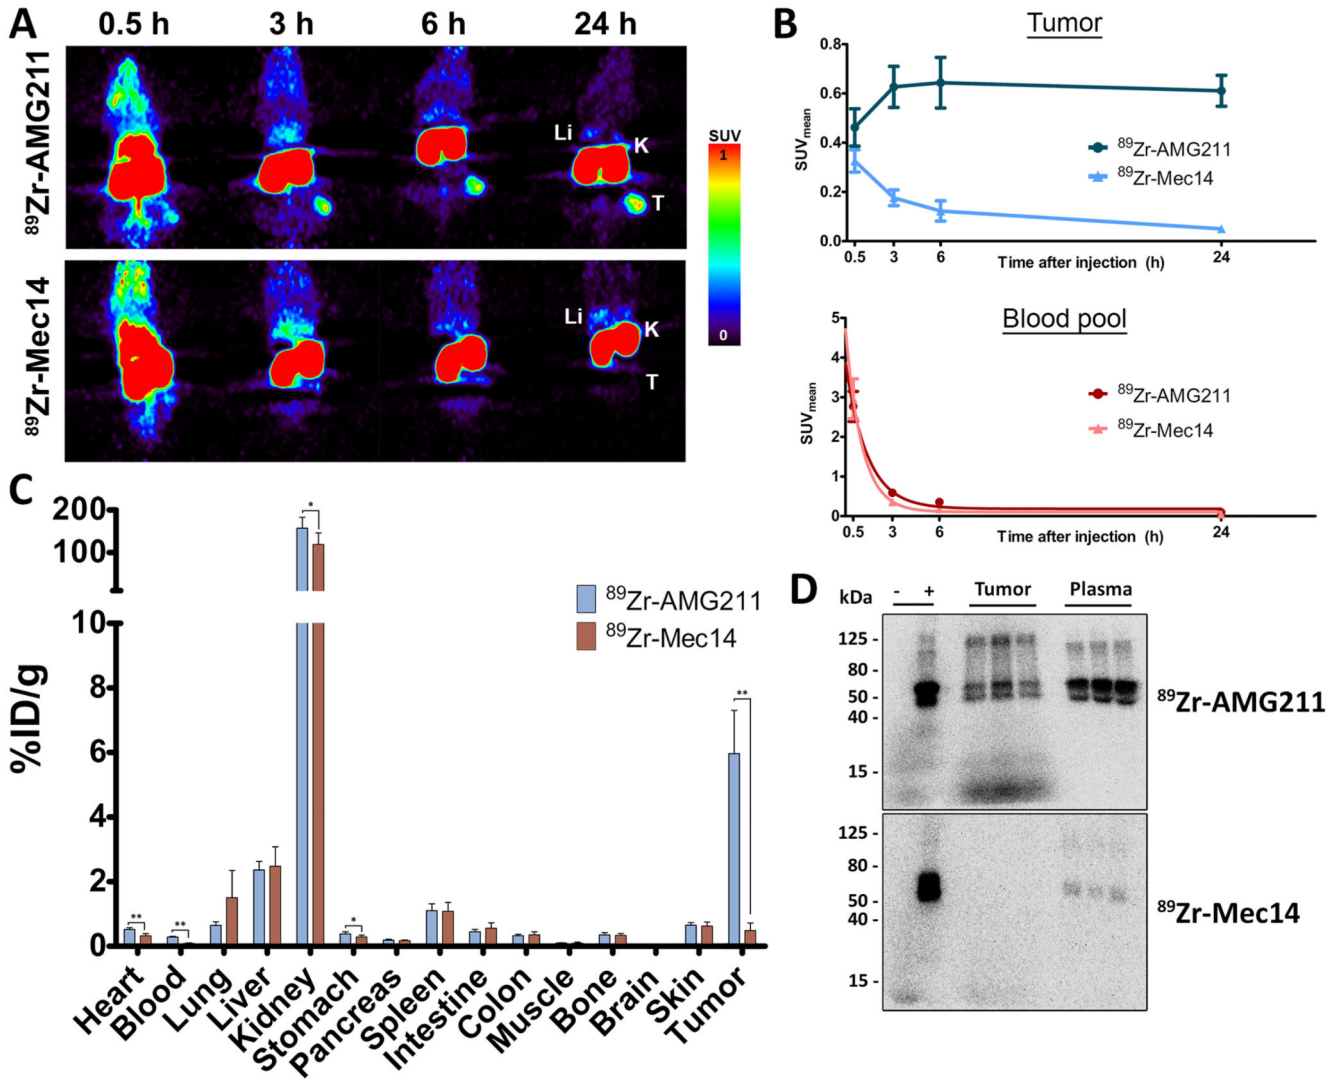 A
0.5 h 3 h 6 h 24 h
89Zr-AMG211
Li
K
T
89Zr-Mec14
Li
K
T
SUV
1
0
B
Tumor
0.8
0.6
0.4
0.2
0.0
SUVmean
89Zr-AMG211
89Zr-Mec14
0.5 3 6 Time after injection (h) 24
Blood pool
5
4
3
2
1
0
SUVmean
89Zr-AMG211
89Zr-Mec14
0.5 3 6 Time after injection (h) 24
C
200
100
10
8
6
4
2
0
%ID/g
89Zr-AMG211
89Zr-Mec14
*
** ** * **
Heart Blood Lung Liver Kidney Stomach Pancreas Spleen Intestine Colon Muscle Bone Brain Skin Tumor
D
kDa - + Tumor Plasma
125 -
80 -
50 -
40 -
15 -
89Zr-AMG211
125 -
80 -
50 -
40 -
15 -
89Zr-Mec14